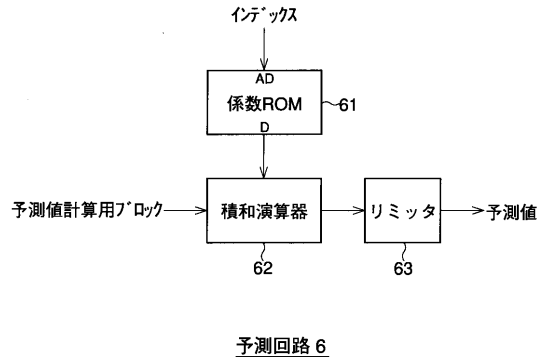 インデックス
AD
係数ROM
61
D
予測値計算用ブロック
積和演算器
リミッタ
予測値
62
63
予測回路6